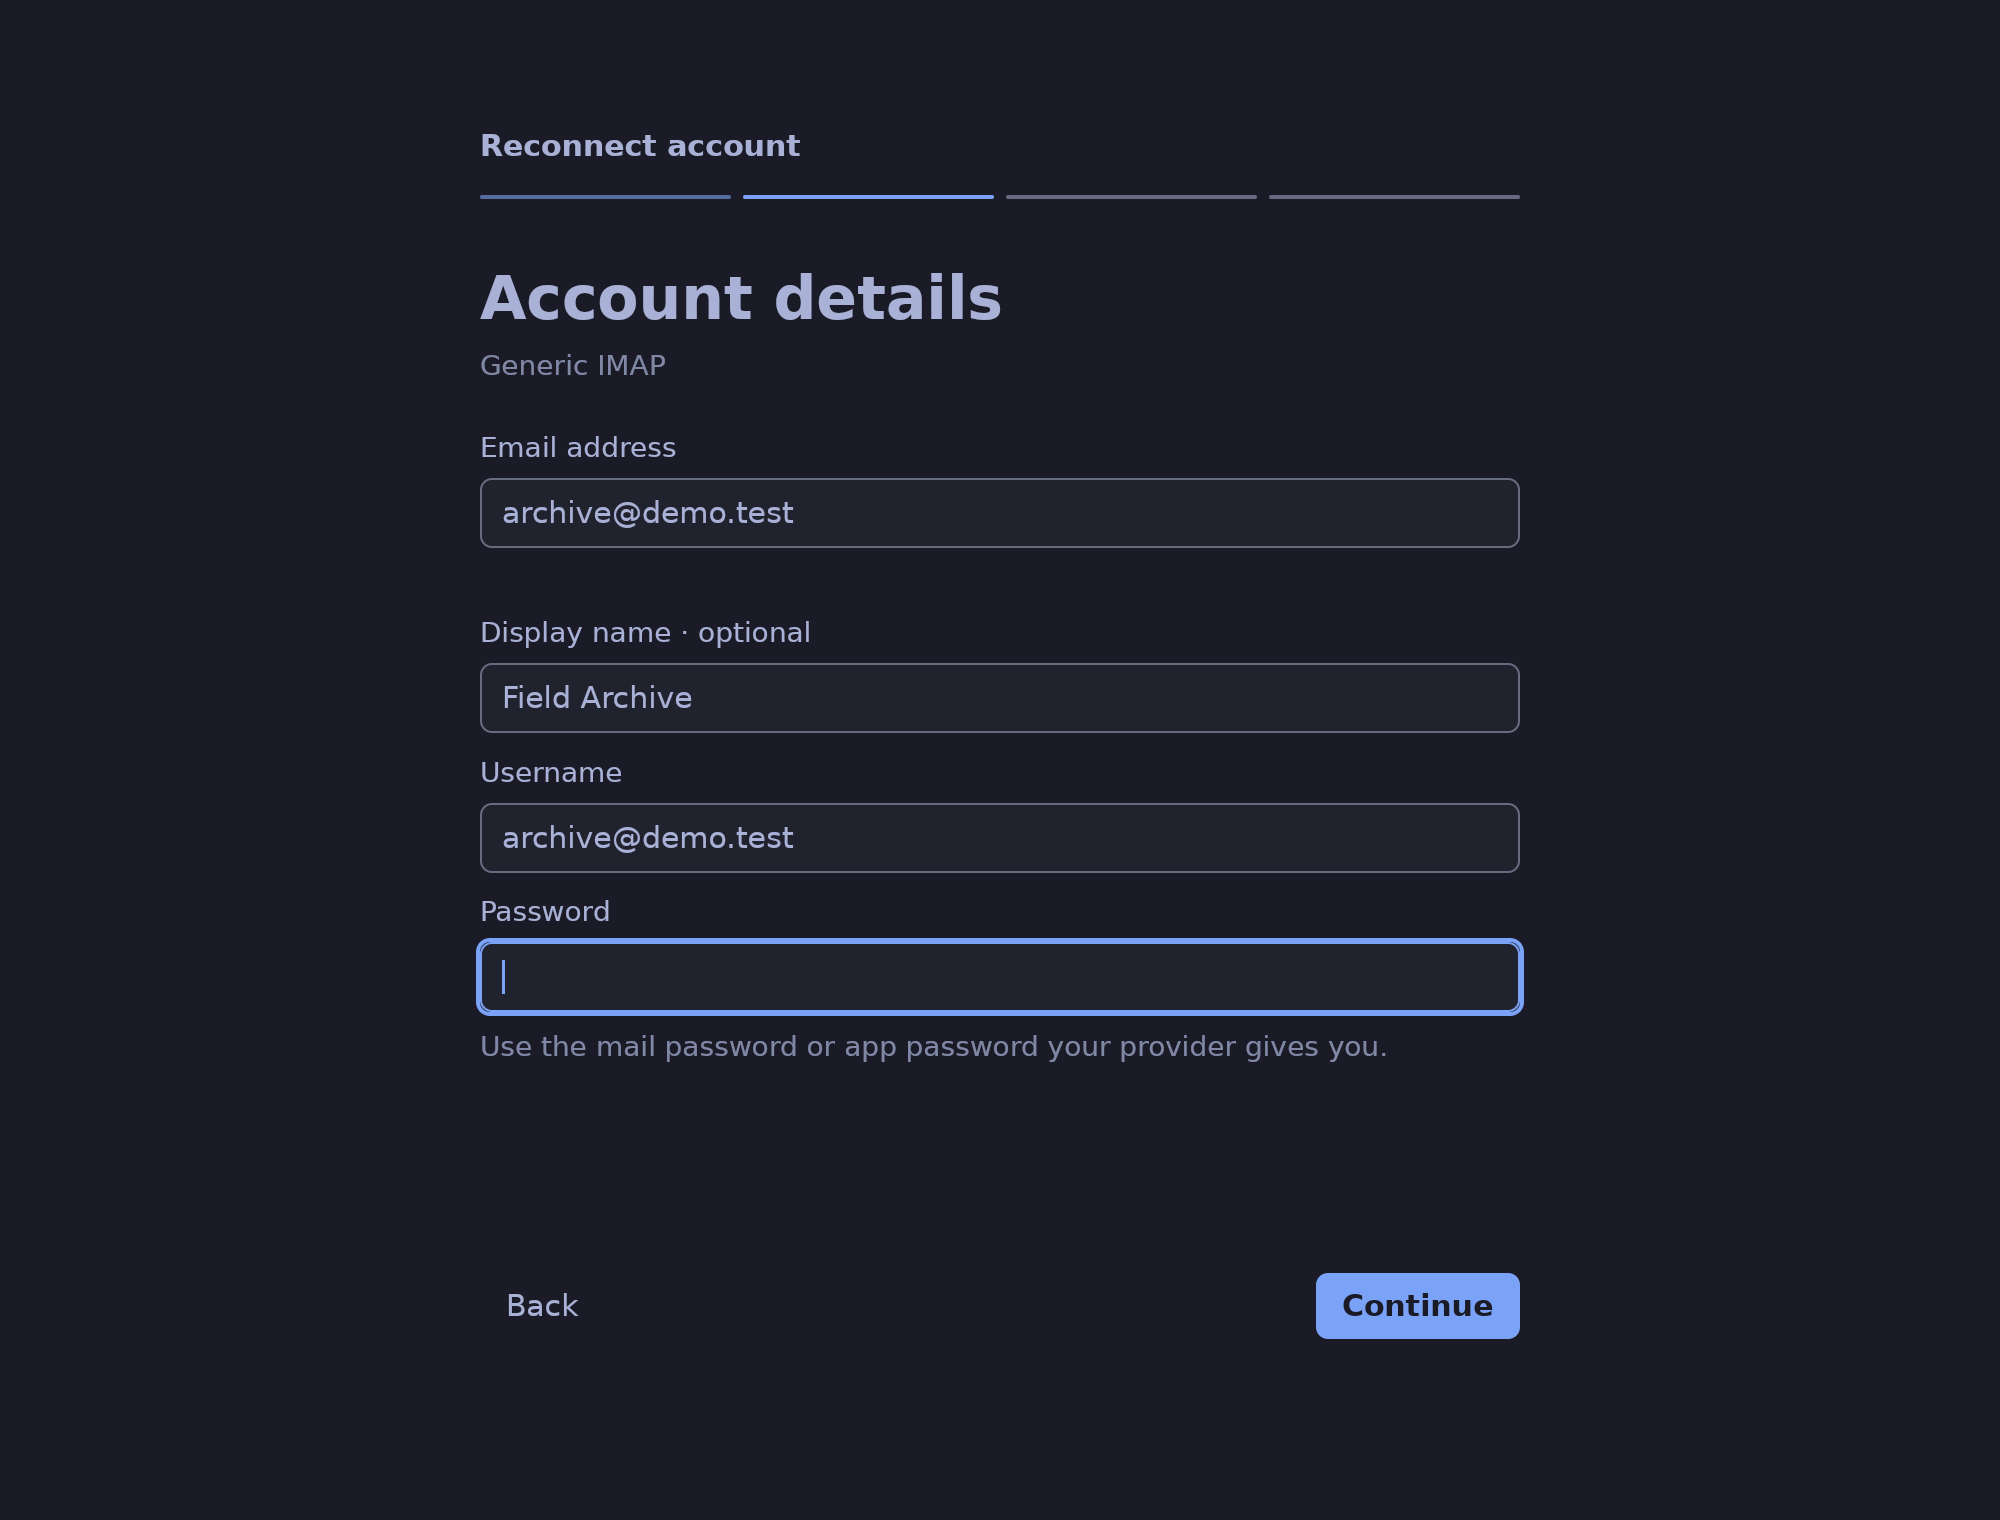 Reconnect account
Account details
Generic IMAP
Email address
archive@demo.test
Display name · optional
Field Archive
Username
archive@demo.test
Password
Use the mail password or app password your provider gives you.
Back
Continue